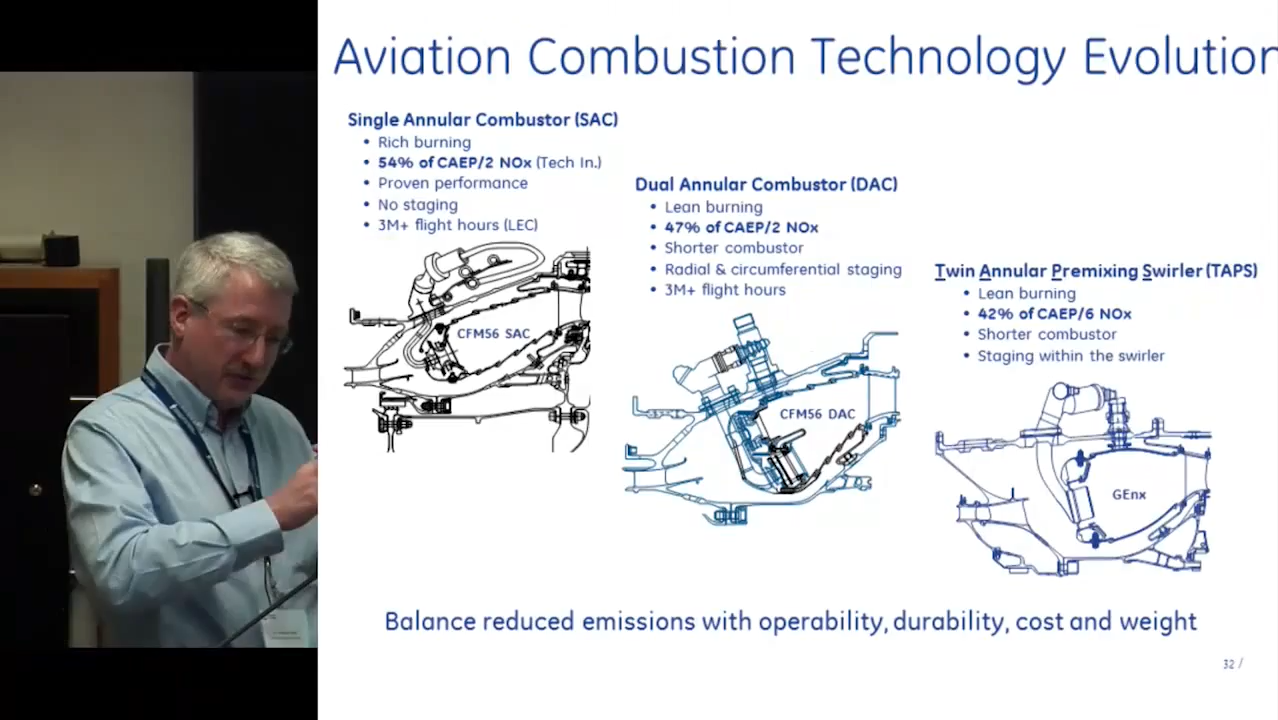 Aviation Combustion Technology Evolution
Single Annular Combustor (SAC)
• Rich burning
• 54% of CAEP/2 NOx (Tech In.)
• Proven performance
• No staging
• 3M+ flight hours (LEC)
CFM56 SAC
Dual Annular Combustor (DAC)
• Lean burning
• 47% of CAEP/2 NOx
• Shorter combustor
• Radial & circumferential staging
• 3M+ flight hours
CFM56 DAC
Twin Annular Premixing Swirler (TAPS)
• Lean burning
• 42% of CAEP/6 NOx
• Shorter combustor
• Staging within the swirler
GEnx
Balance reduced emissions with operability, durability, cost and weight
32 /